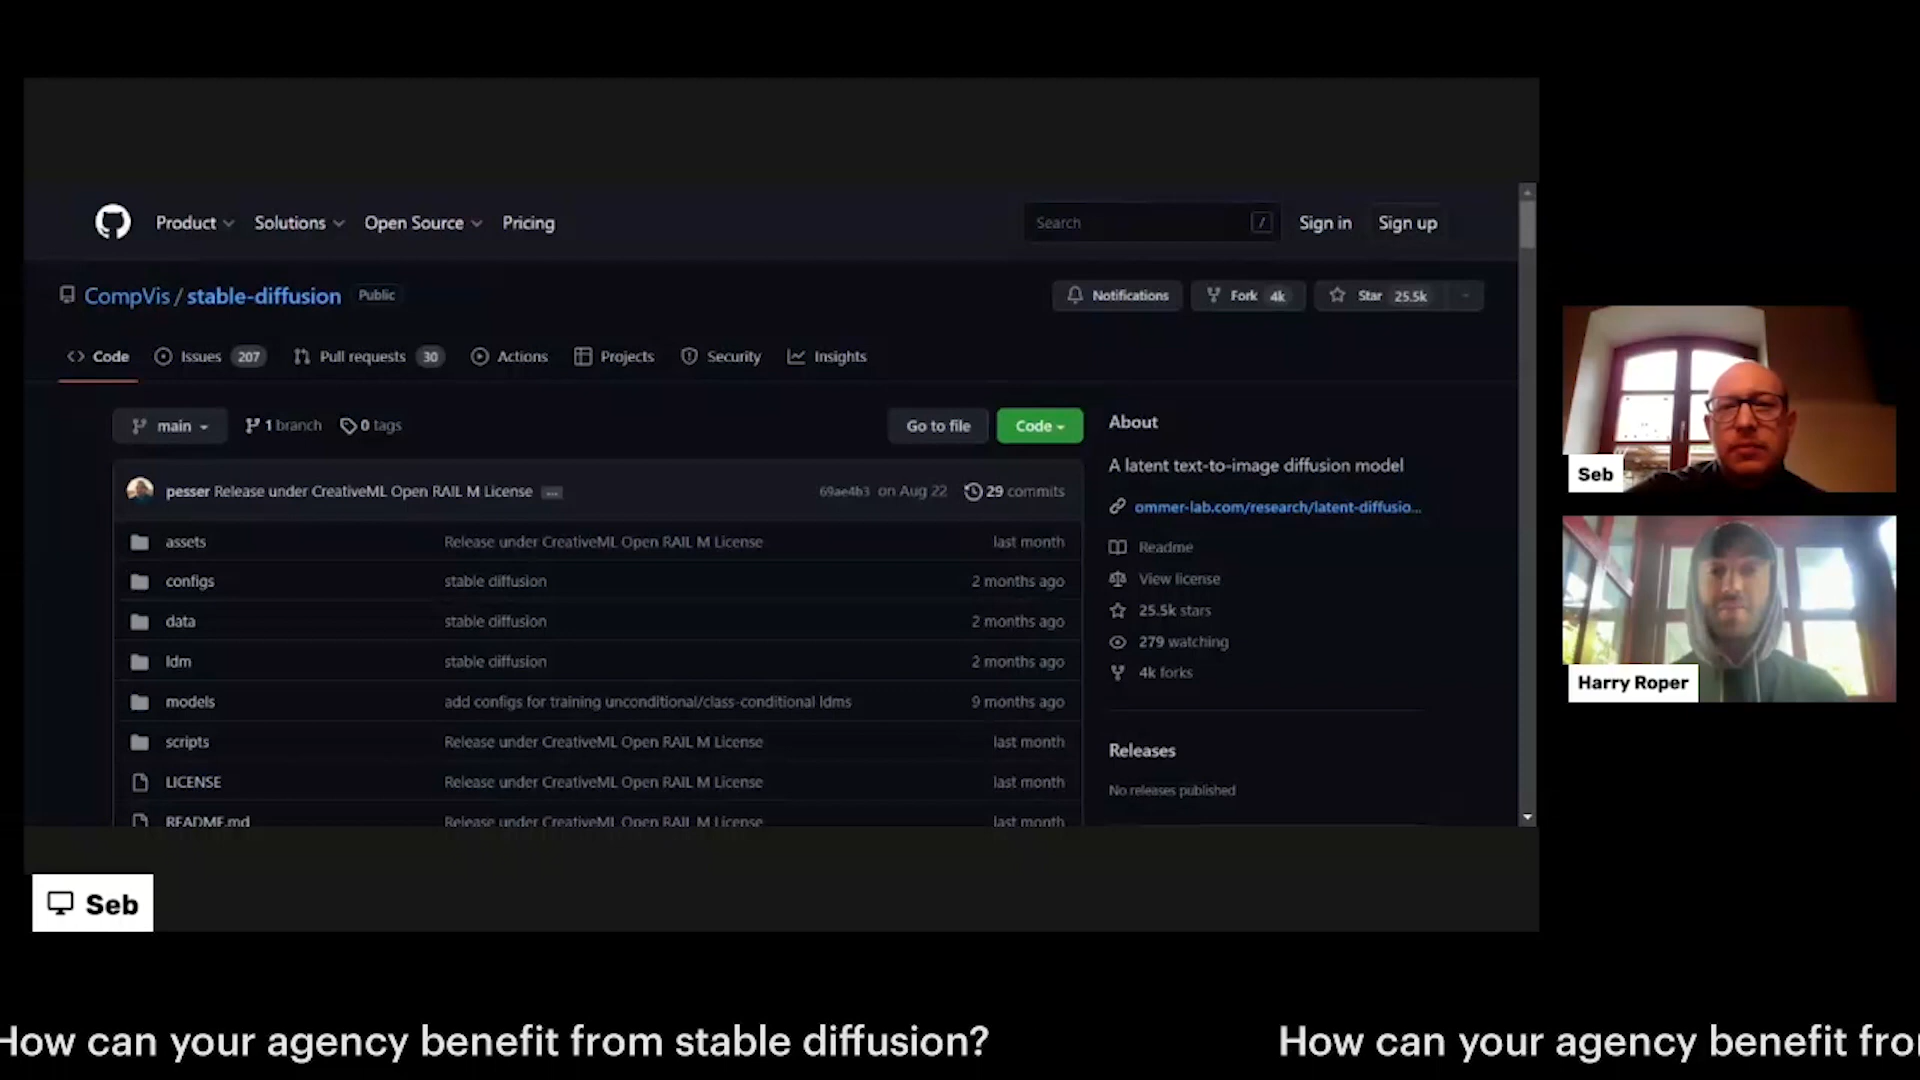 Product Solutions Open Source Pricing Search / Sign in Sign up
CompVis / stable-diffusion Public Notifications Fork 4k Star 25.5k
Code Issues 207 Pull requests 30 Actions Projects Security Insights
main 1 branch 0 tags Go to file Code
pesser Release under CreativeML Open RAIL M License ... 69ae4b3 on Aug 22 29 commits
assets Release under CreativeML Open RAIL M License last month
configs stable diffusion 2 months ago
data stable diffusion 2 months ago
ldm stable diffusion 2 months ago
models add configs for training unconditional/class-conditional ldms 9 months ago
scripts Release under CreativeML Open RAIL M License last month
LICENSE Release under CreativeML Open RAIL M License last month
README.md Release under CreativeML Open RAIL M License last month
About
A latent text-to-image diffusion model
ommer-lab.com/research/latent-diffusio...
Readme
View license
25.5k stars
279 watching
4k forks
Releases
No releases published
Seb
Harry Roper
Seb
How can your agency benefit from stable diffusion? How can your agency benefit fro